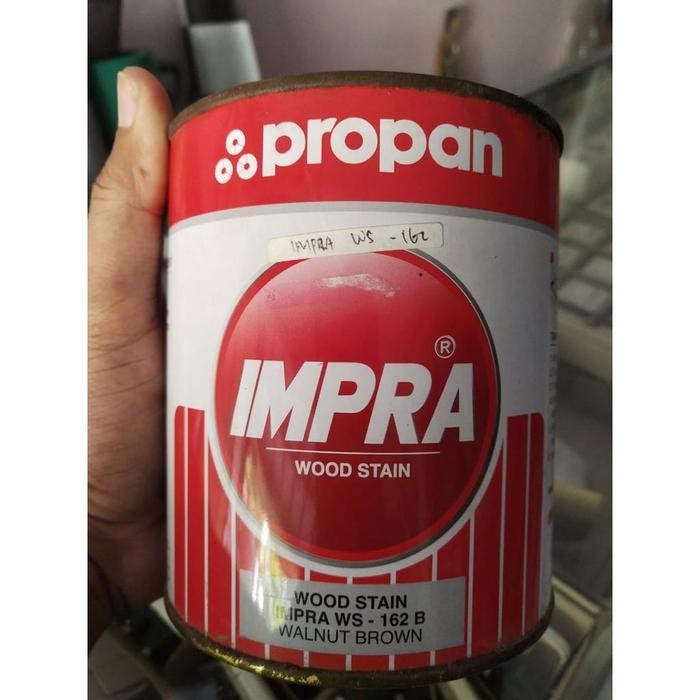 propan
IMPRA WS - 162
IMPRA ®
WOOD STAIN
WOOD STAIN
IMPRA WS - 162 B
WALNUT BROWN